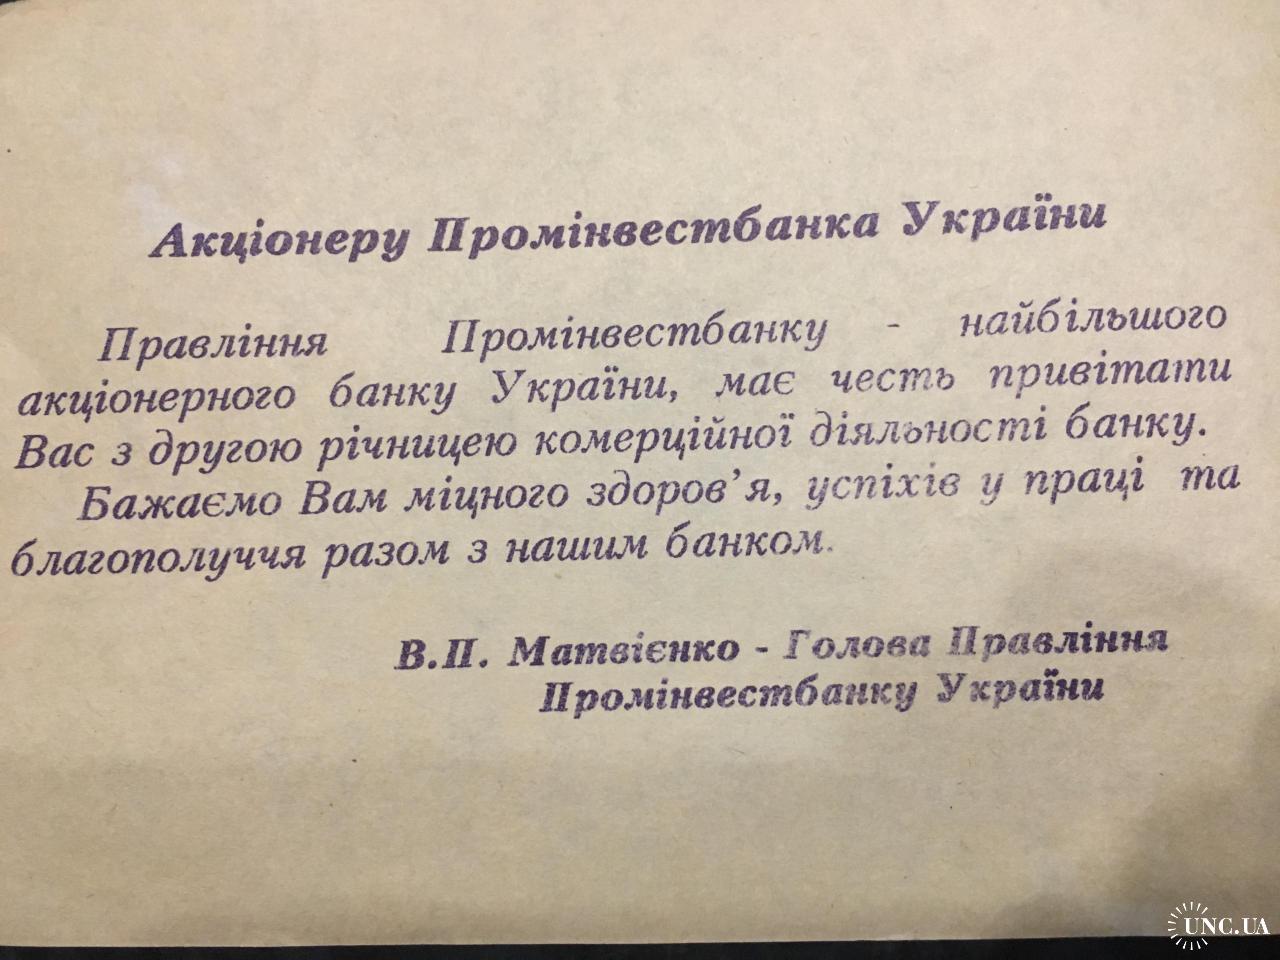 Акціонеру Промінвестбанка України
Правління Промінвестбанку - найбільшого
акціонерного банку України, має честь привітати
Вас з другою річницею комерційної діяльності банку.
Бажаємо Вам міцного здоров'я, успіхів у праці та
благополуччя разом з нашим банком.
В.П. Матвієнко - Голова Правління
Промінвестбанку України
UNC.UA